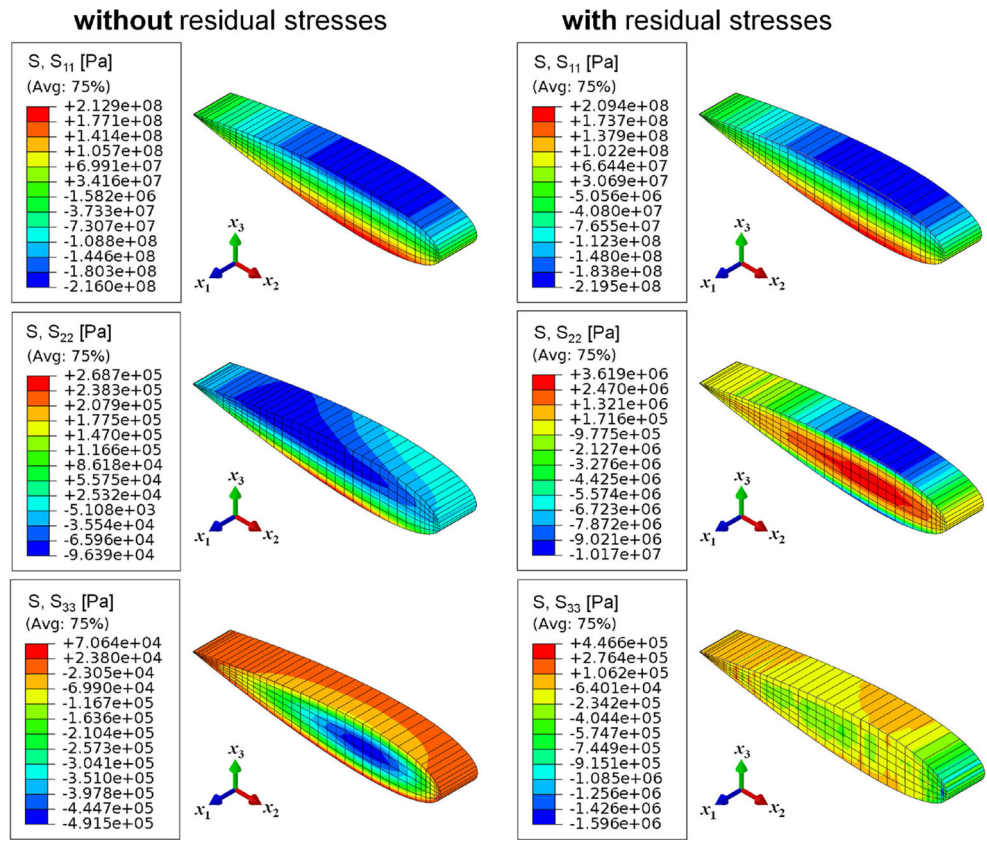 without residual stresses
with residual stresses
S, S11 [Pa]
(Avg: 75%)
+2.129e+08
+1.771e+08
+1.414e+08
+1.057e+08
+6.991e+07
+3.416e+07
-1.582e+06
-3.733e+07
-7.307e+07
-1.088e+08
-1.446e+08
-1.803e+08
-2.160e+08
x3
x1
x2
S, S11 [Pa]
(Avg: 75%)
+2.094e+08
+1.737e+08
+1.379e+08
+1.022e+08
+6.644e+07
+3.069e+07
-5.056e+06
-4.080e+07
-7.655e+07
-1.123e+08
-1.480e+08
-1.838e+08
-2.195e+08
x3
x1
x2
S, S22 [Pa]
(Avg: 75%)
+2.687e+05
+2.383e+05
+2.079e+05
+1.775e+05
+1.470e+05
+1.166e+05
+8.618e+04
+5.575e+04
+2.532e+04
-5.108e+03
-3.554e+04
-6.596e+04
-9.639e+04
x3
x1
x2
S, S22 [Pa]
(Avg: 75%)
+3.619e+06
+2.470e+06
+1.321e+06
+1.716e+05
-9.775e+05
-2.127e+06
-3.276e+06
-4.425e+06
-5.574e+06
-6.723e+06
-7.872e+06
-9.021e+06
-1.017e+07
x3
x1
x2
S, S33 [Pa]
(Avg: 75%)
+7.064e+04
+2.380e+04
-2.305e+04
-6.990e+04
-1.167e+05
-1.636e+05
-2.104e+05
-2.573e+05
-3.041e+05
-3.510e+05
-3.978e+05
-4.447e+05
-4.915e+05
x3
x1
x2
S, S33 [Pa]
(Avg: 75%)
+4.466e+05
+2.764e+05
+1.062e+05
-6.401e+04
-2.342e+05
-4.044e+05
-5.747e+05
-7.449e+05
-9.151e+05
-1.085e+06
-1.256e+06
-1.426e+06
-1.596e+06
x3
x1
x2